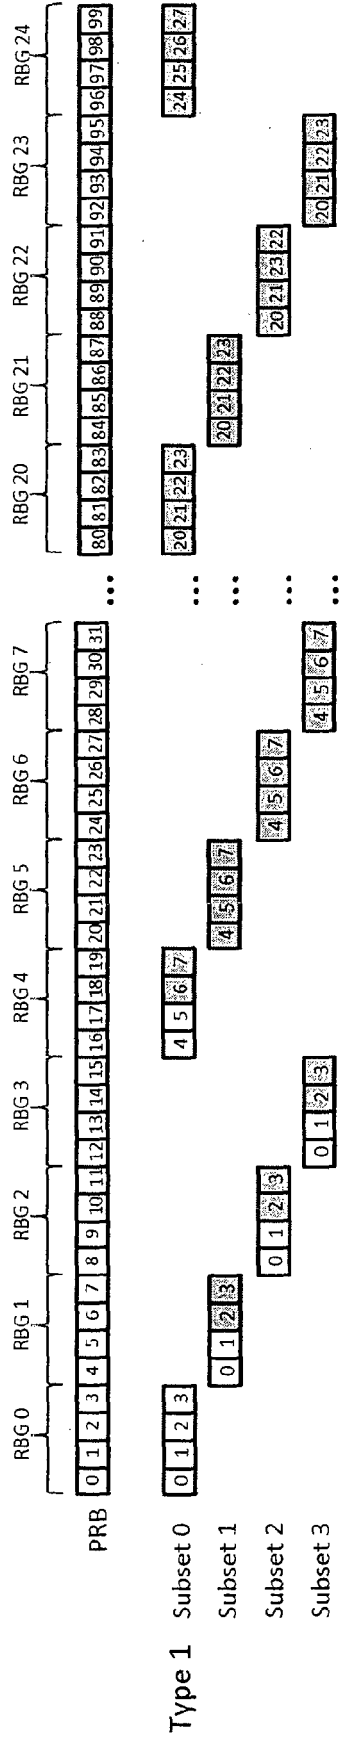 RBG 0 RBG 1 RBG 2 RBG 3 RBG 4 RBG 5 RBG 6 RBG 7 RBG 20 RBG 21 RBG 22 RBG 23 RBG 24
PRB 0 1 2 3 4 5 6 7 8 9 10 11 12 13 14 15 16 17 18 19 20 21 22 23 24 25 26 27 28 29 30 31 ... 80 81 82 83 84 85 86 87 88 89 90 91 92 93 94 95 96 97 98 99
Type 1
Subset 0 0 1 2 3 4 5 6 7 ... 20 21 22 23 24 25 26 27
Subset 1 0 1 2 3 4 5 6 7 ... 20 21 22 23
Subset 2 0 1 2 3 4 5 6 7 ... 20 21 23 22
Subset 3 0 1 2 3 4 5 6 7 ... 20 21 22 23